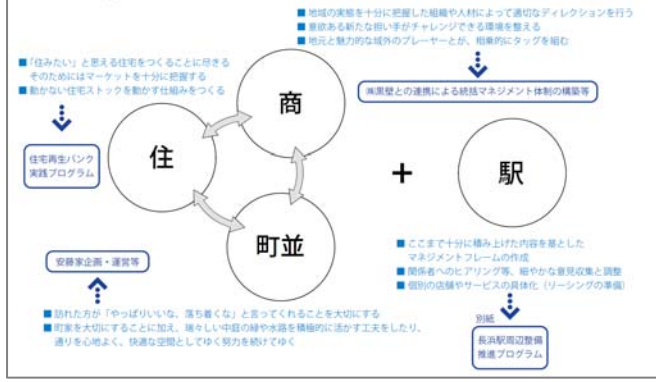 ■ 地域の実態を十分に把握した組織や人材によって適切なディレクションを行う
■ 意欲ある新たな担い手がチャレンジできる環境を整える
■ 地元と魅力的な域外のプレーヤーとが、相乗的にタッグを組む
■ 「住みたい」と思える住宅をつくることに尽きる
そのためにはマーケットを十分に把握する
■ 動かない住宅ストックを動かす仕組みをつくる
㈱黒壁との連携による統括マネジメント体制の構築等
商
住宅再生バンク
実践プログラム
住
+
駅
町並
安藤家企画・運営等
■ ここまで十分に積み上げた内容を基とした
マネジメントフレームの作成
■ 関係者へのヒアリング等、細やかな意見収集と調整
■ 個別の店舗やサービスの具体化（リーシングの準備）
■ 訪れた方が「やっぱりいいな、落ち着くな」と言ってくれることを大切にする
■ 町家を大切にすることに加え、瑞々しい中庭の緑や水路を積極的に活かす工夫をしたり、
通りを心地よく、快適な空間としてゆく努力を続けてゆく
別紙
長浜駅周辺整備
推進プログラム